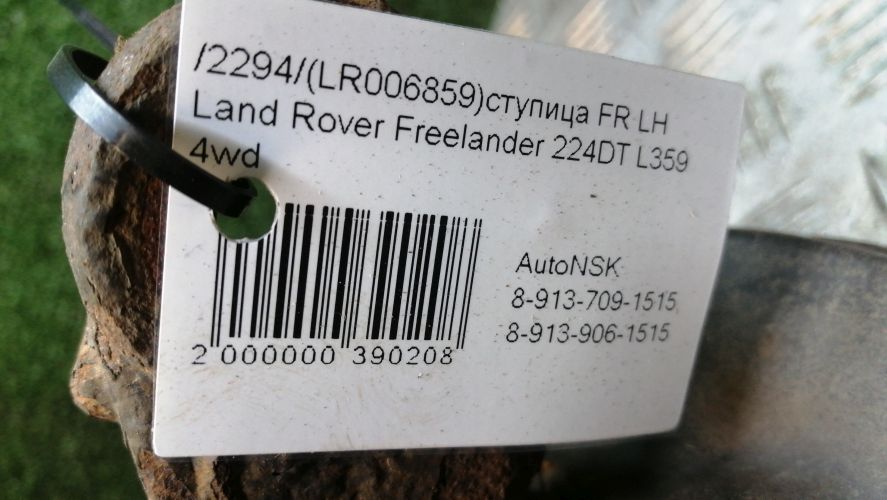 /2294/(LR006859)ступица FR LH
Land Rover Freelander 224DT L359
4wd
AutoNSK
8-913-709-1515
8-913-906-1515
2 000000 390208